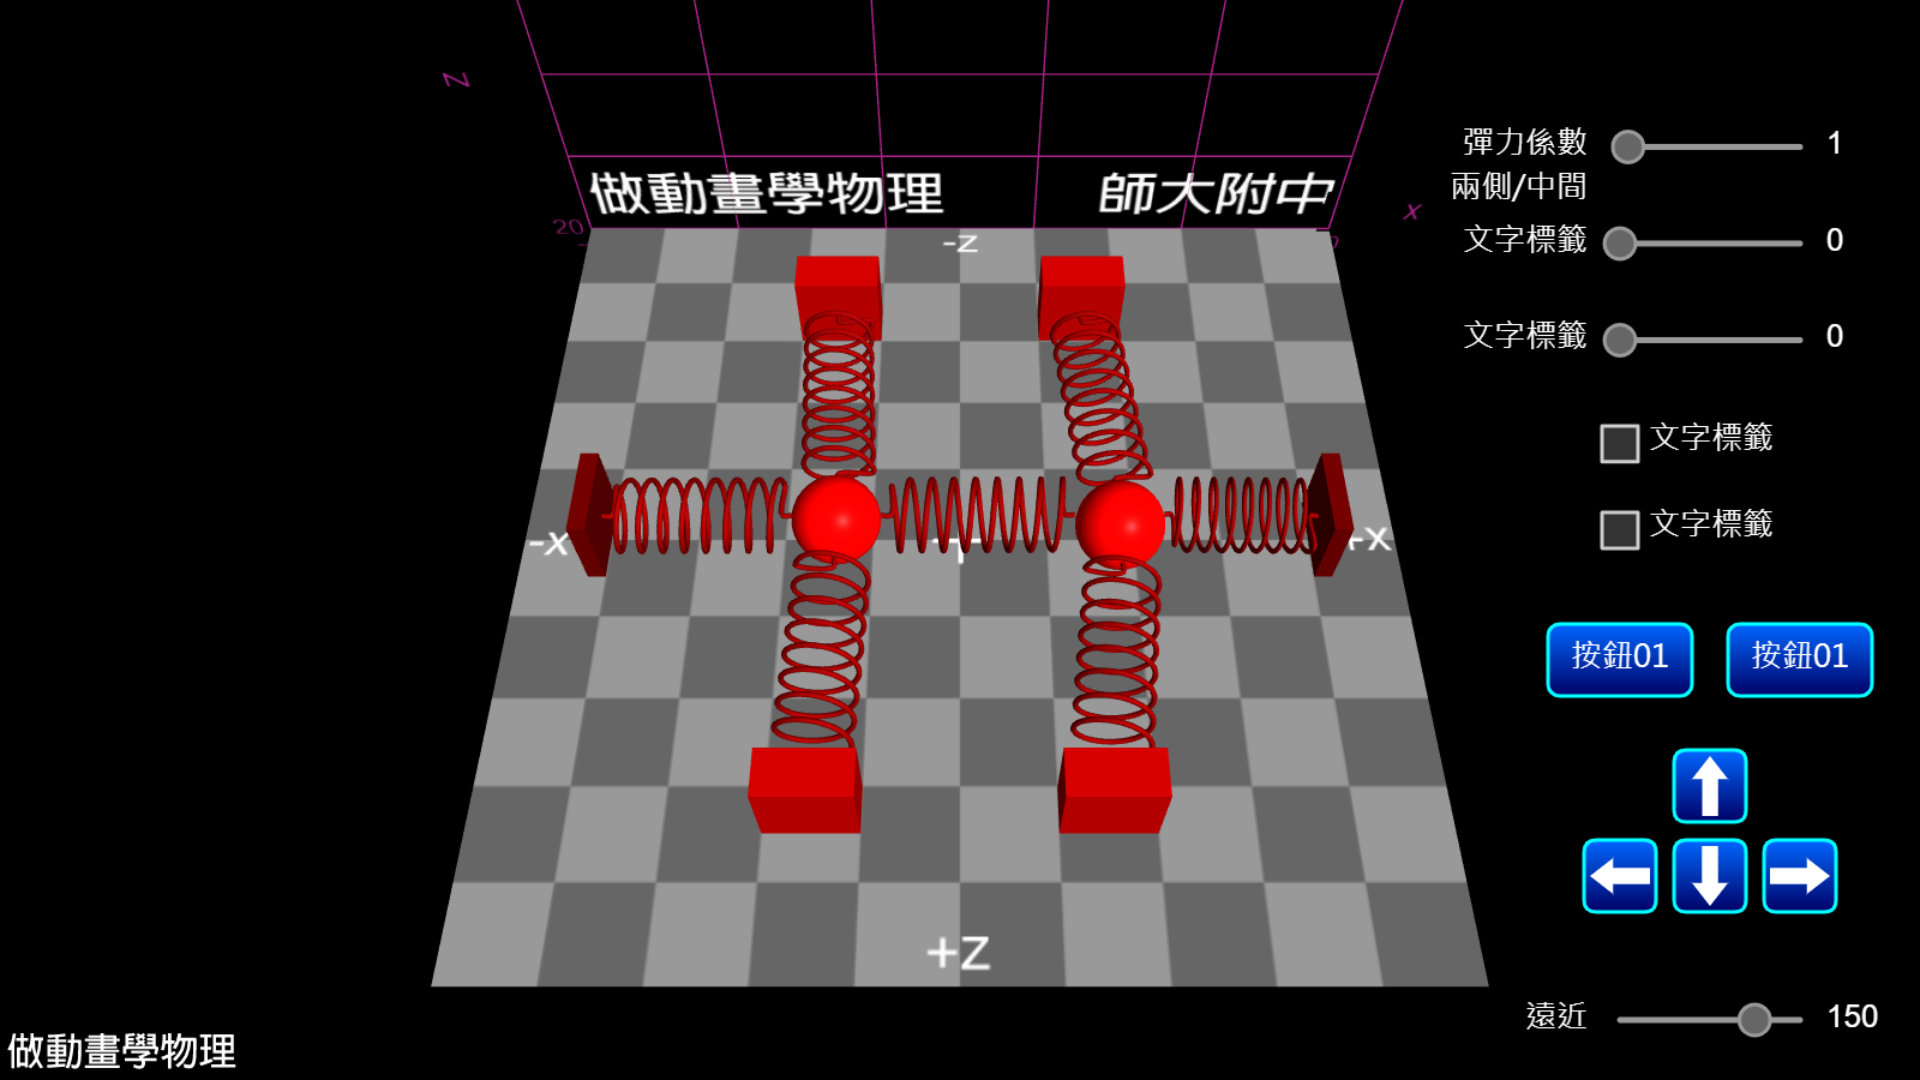 Z
做動畫學物理 師大附中
20
x
-z
-x
+x
+z
彈力係數 1
兩側/中間
文字標籤 0
文字標籤 0
文字標籤
文字標籤
按鈕01 按鈕01
遠近 150
做動畫學物理